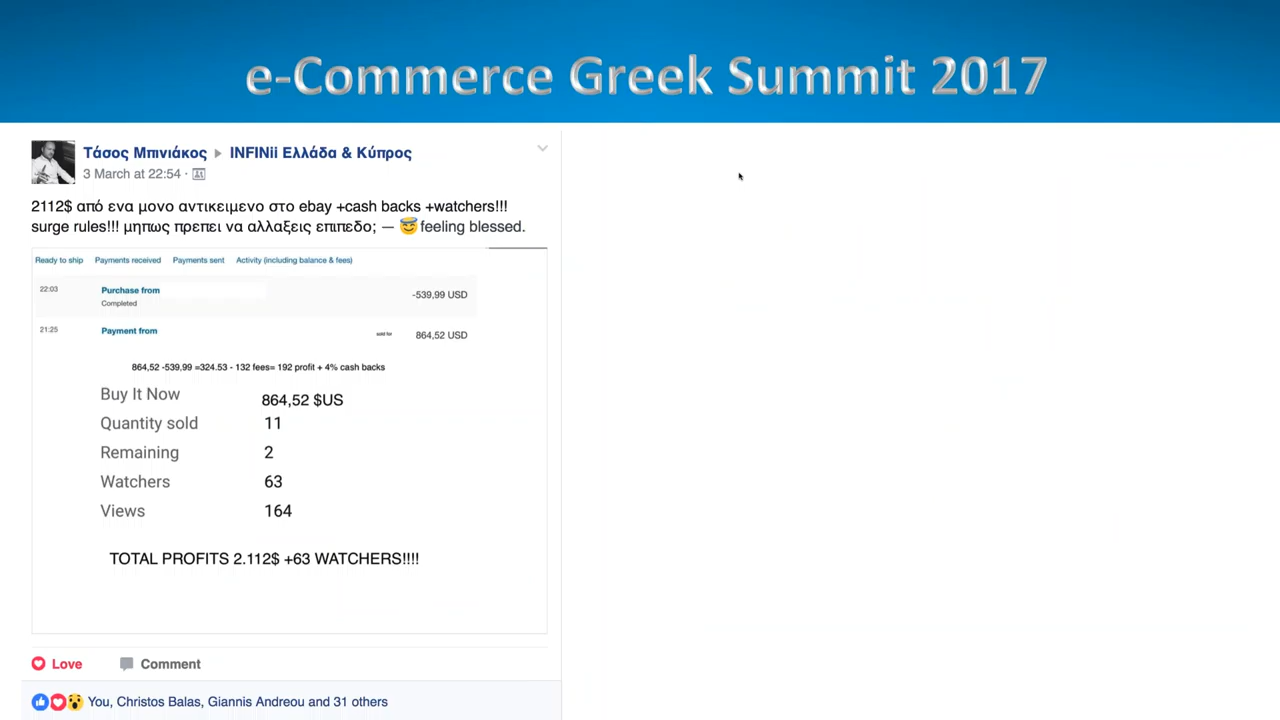 e-Commerce Greek Summit 2017
Τάσος Μπινιάκος ▶ INFINii Ελλάδα & Κύπρος
3 March at 22:54 ·
2112$ από ενα μονο αντικειμενο στο ebay +cash backs +watchers!!!
surge rules!!! μηπως πρεπει να αλλαξεις επιπεδο; — 😇 feeling blessed.
Ready to ship Payments received Payments sent Activity (including balance & fees)
22:03 Purchase from -539,99 USD
Completed
21:25 Payment from sold for 864,52 USD
864,52 -539,99 =324.53 - 132 fees= 192 profit + 4% cash backs
Buy It Now 864,52 $US
Quantity sold 11
Remaining 2
Watchers 63
Views 164
TOTAL PROFITS 2.112$ +63 WATCHERS!!!!
Love Comment
You, Christos Balas, Giannis Andreou and 31 others